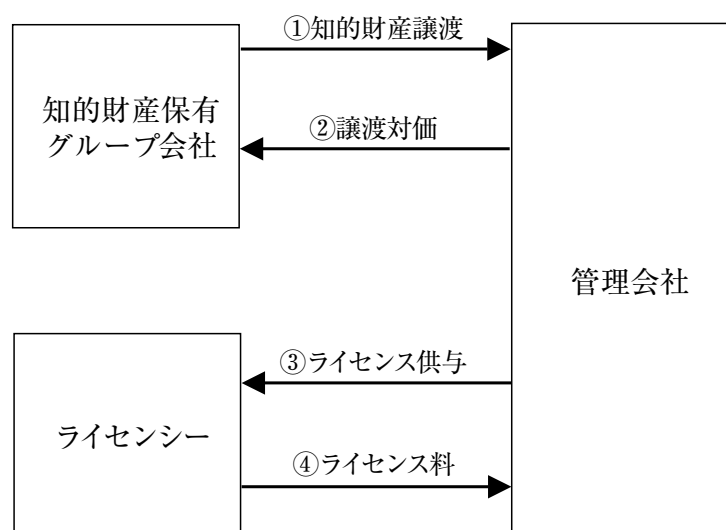 ①知的財産譲渡
知的財産保有
グループ会社
②譲渡対価
管理会社
③ライセンス供与
ライセンシー
④ライセンス料